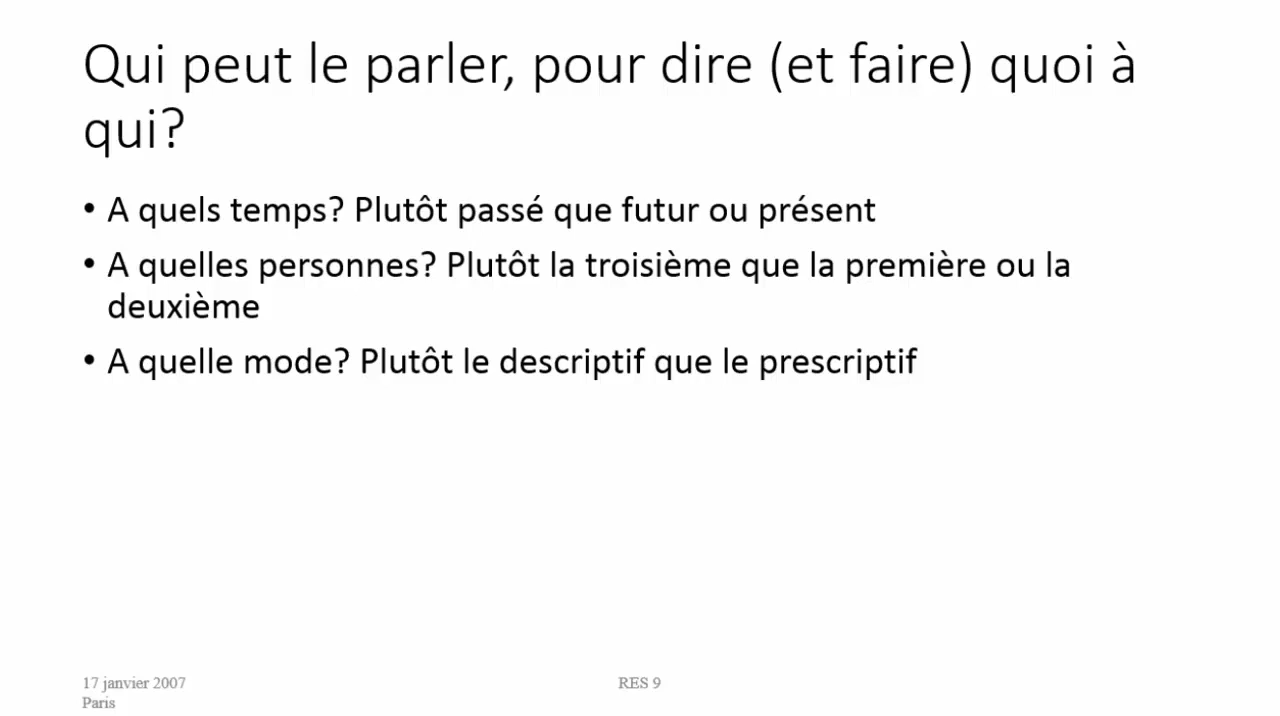 Qui peut le parler, pour dire (et faire) quoi à
qui?
• A quels temps? Plutôt passé que futur ou présent
• A quelles personnes? Plutôt la troisième que la première ou la
deuxième
• A quelle mode? Plutôt le descriptif que le prescriptif
17 janvier 2007
Paris
RES 9